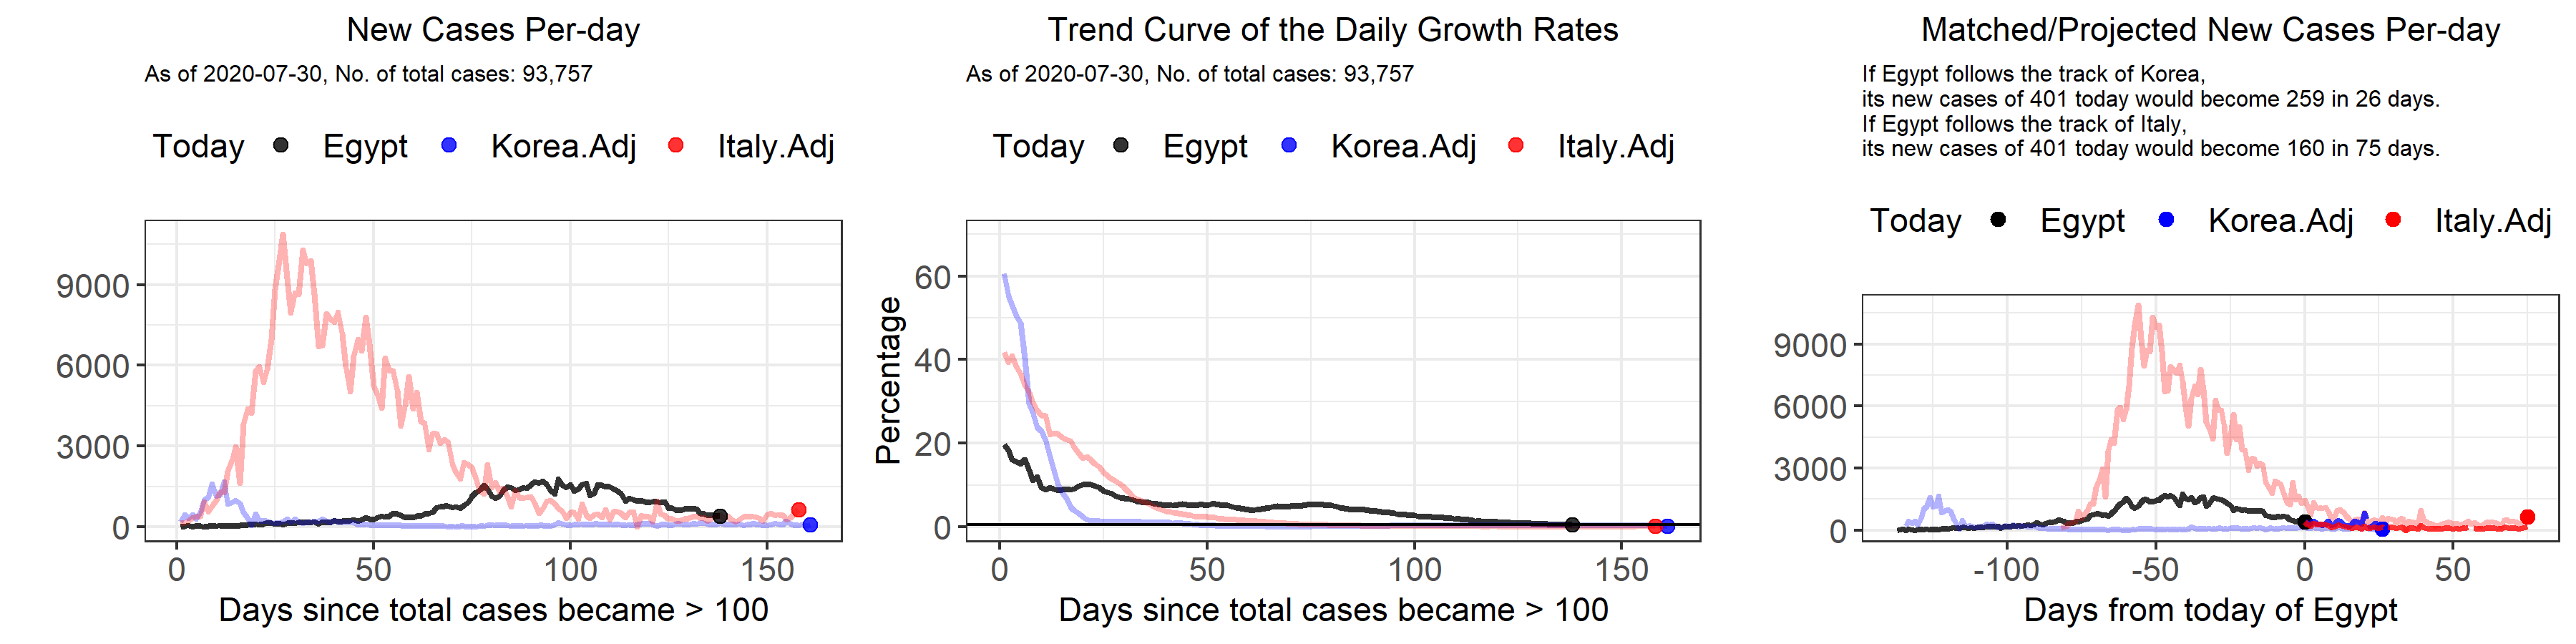 New Cases Per-day
As of 2020-07-30, No. of total cases: 93,757
Today Egypt Korea.Adj Italy.Adj
9000
6000
3000
0
0 50 100 150
Days since total cases became > 100
Trend Curve of the Daily Growth Rates
As of 2020-07-30, No. of total cases: 93,757
Today Egypt Korea.Adj Italy.Adj
Percentage
60
40
20
0
0 50 100 150
Days since total cases became > 100
Matched/Projected New Cases Per-day
If Egypt follows the track of Korea,
its new cases of 401 today would become 259 in 26 days.
If Egypt follows the track of Italy,
its new cases of 401 today would become 160 in 75 days.
Today Egypt Korea.Adj Italy.Adj
9000
6000
3000
0
-100 -50 0 50
Days from today of Egypt